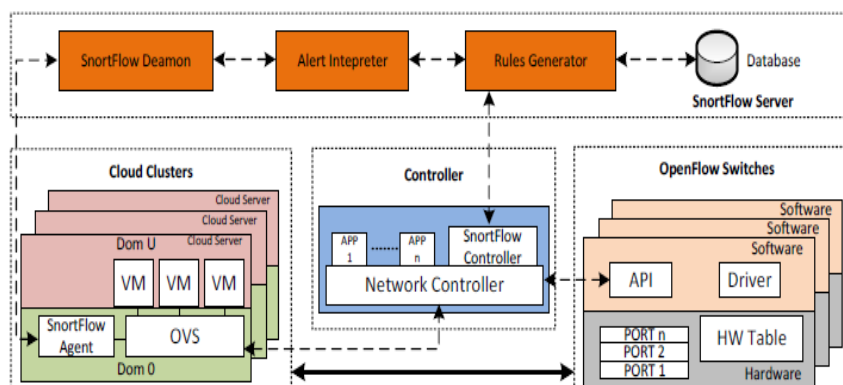 SnortFlow Deamon
Alert Intepreter
Rules Generator
Database
SnortFlow Server
Cloud Clusters
Cloud Server
Cloud Server
Cloud Server
Dom U
VM
VM
VM
SnortFlow
Agent
OVS
Dom 0
Controller
APP
1
........
APP
n
SnortFlow
Controller
Network Controller
OpenFlow Switches
Software
Software
Software
API
Driver
PORT n
PORT 2
PORT 1
HW Table
Hardware